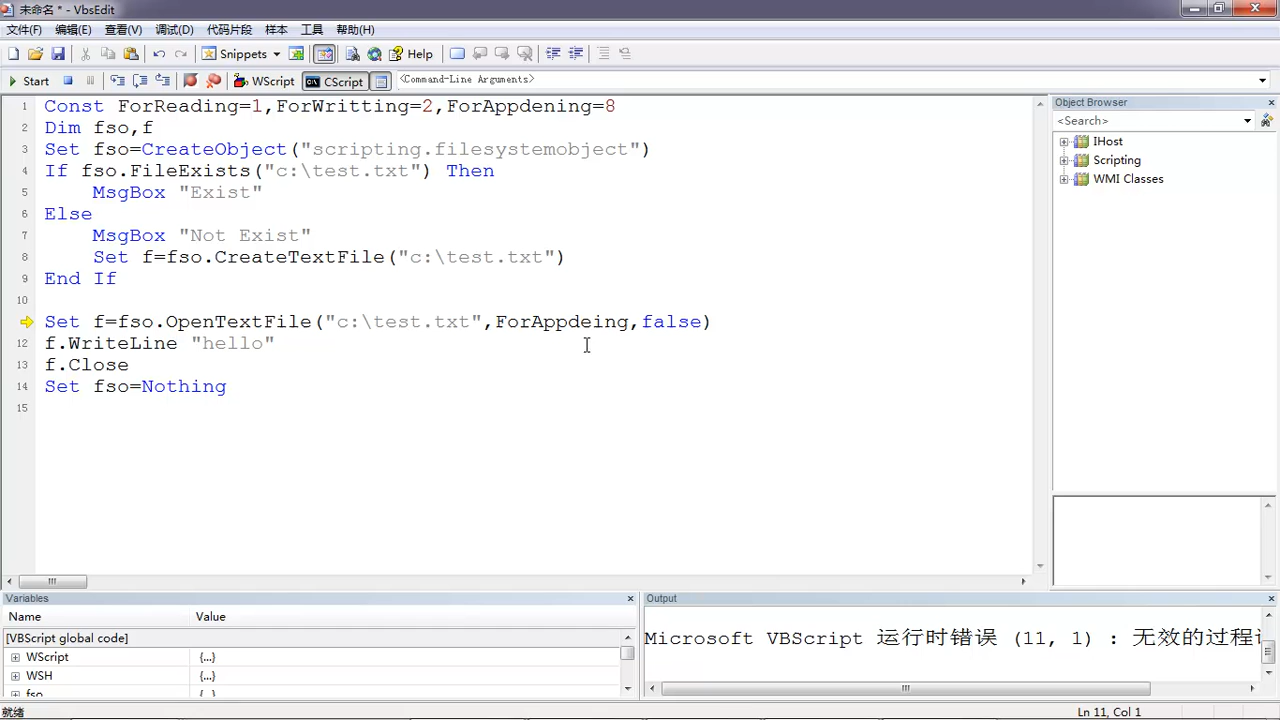 未命名 * - VbsEdit
文件(F) 编辑(E) 查看(V) 调试(D) 代码片段 样本 工具 帮助(H)
Snippets Help
Start WScript CScript <Command-Line Arguments>
1 Const ForReading=1,ForWritting=2,ForAppdening=8
2 Dim fso,f
3 Set fso=CreateObject("scripting.filesystemobject")
4 If fso.FileExists("c:\test.txt") Then
5 MsgBox "Exist"
6 Else
7 MsgBox "Not Exist"
8 Set f=fso.CreateTextFile("c:\test.txt")
9 End If
10
Set f=fso.OpenTextFile("c:\test.txt",ForAppdeing,false)
12 f.WriteLine "hello"
13 f.Close
14 Set fso=Nothing
15
Object Browser
<Search>
IHost
Scripting
WMI Classes
Variables
Name Value
[VBScript global code]
WScript {...}
WSH {...}
fso {...}
Output
Microsoft VBScript 运行时错误 (11, 1) : 无效的过程
就绪 Ln 11, Col 1